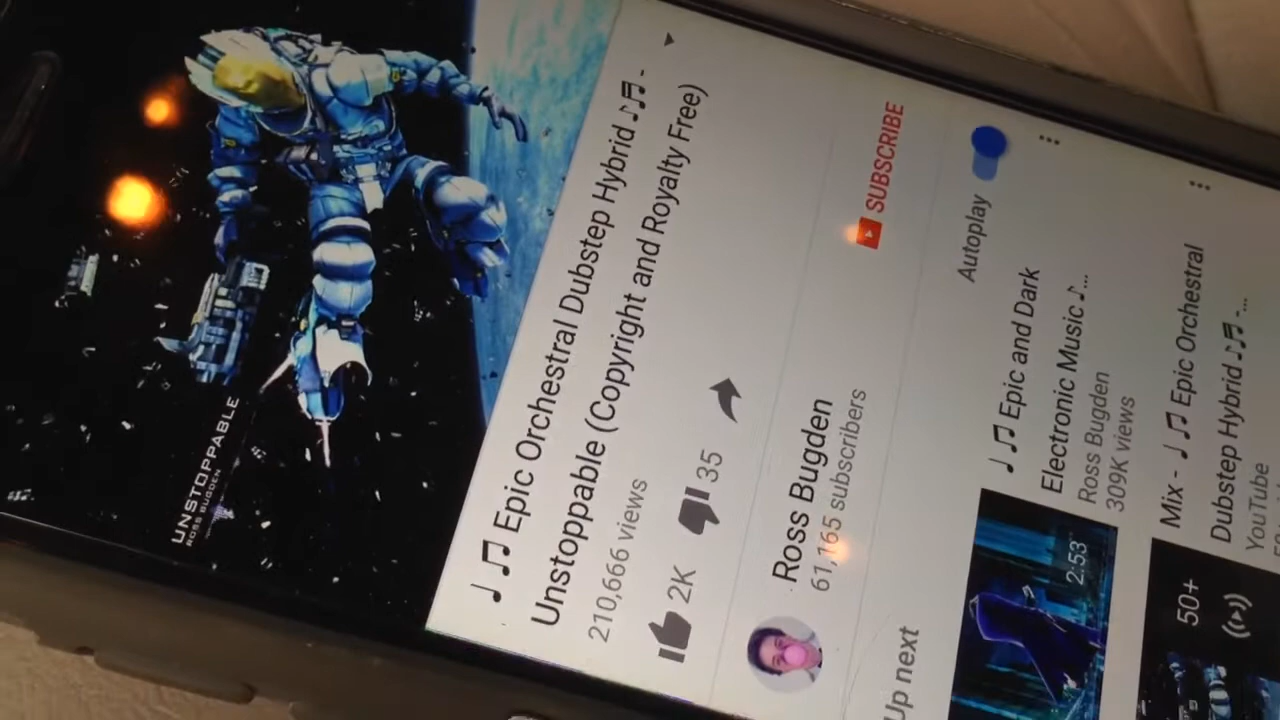 UNSTOPPABLE
ROSS BUGDEN
♩ ♫ Epic Orchestral Dubstep Hybrid ♪♬ -
Unstoppable (Copyright and Royalty Free)
210,666 views
2K 35
Ross Bugden
61,165 subscribers
SUBSCRIBE
Up next
Autoplay
2:53
♩ ♫ Epic and Dark
Electronic Music ♪...
Ross Bugden
309K views
50+
Mix - ♩ ♫ Epic Orchestral
Dubstep Hybrid ♪♬ -...
YouTube